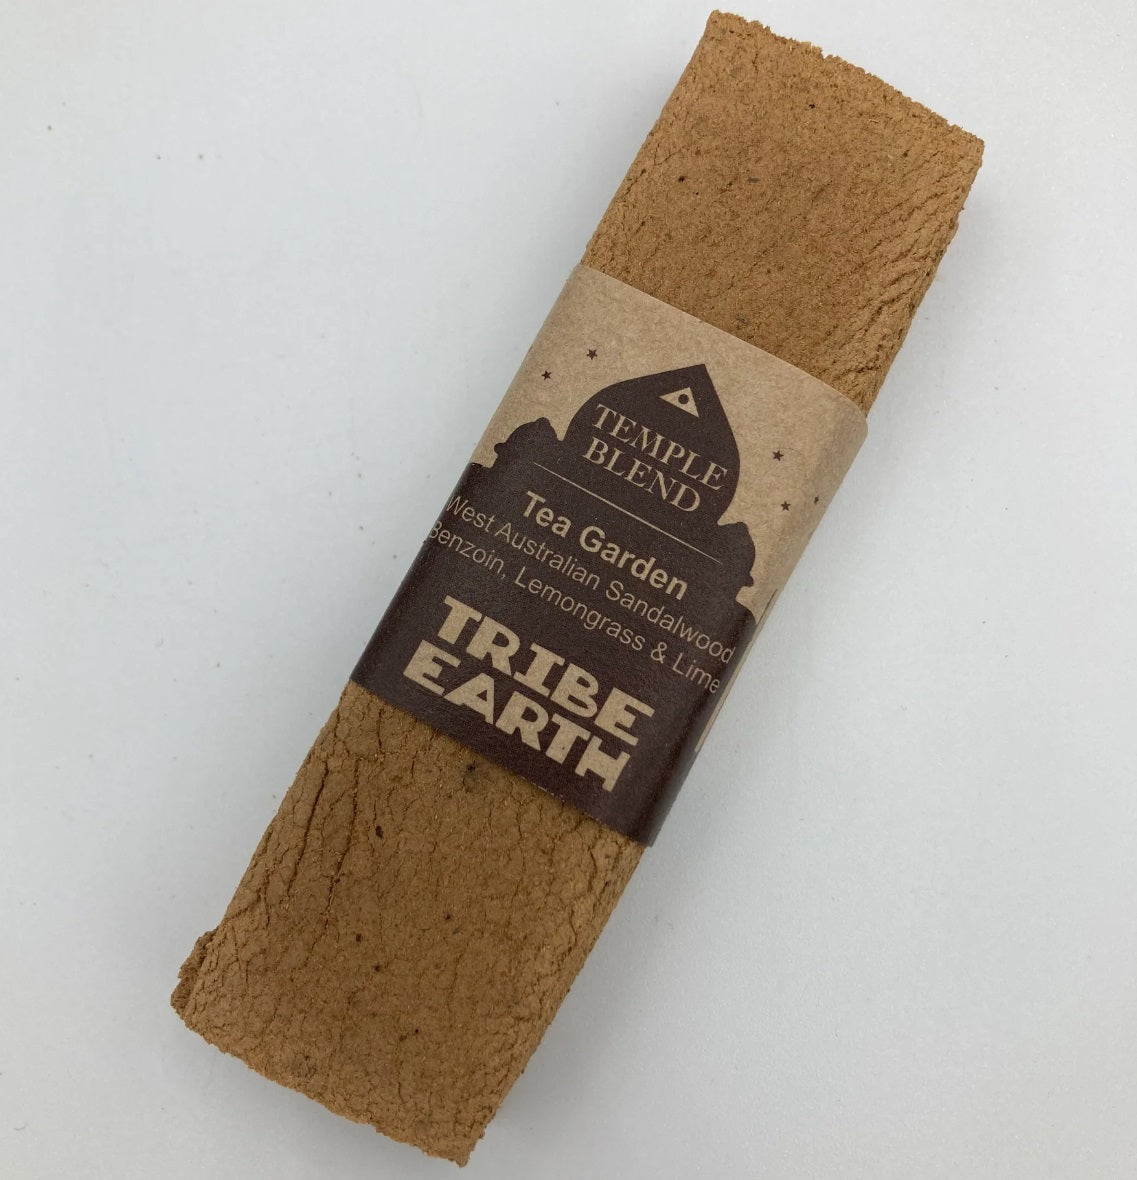 TEMPLE
BLEND
Tea Garden
West Australian Sandalwood
Benzoin, Lemongrass & Lime
TRIBE
EARTH